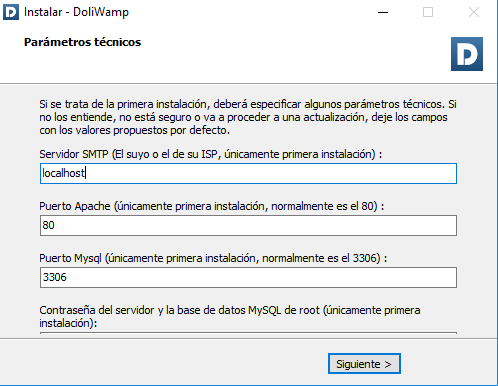 Instalar - DoliWamp
Parámetros técnicos
Si se trata de la primera instalación, deberá especificar algunos parámetros técnicos. Si
no los entiende, no está seguro o va a proceder a una actualización, deje los campos
con los valores propuestos por defecto.
Servidor SMTP (El suyo o el de su ISP, únicamente primera instalación) :
localhost
Puerto Apache (únicamente primera instalación, normalmente es el 80) :
80
Puerto Mysql (únicamente primera instalación, normalmente es el 3306) :
3306
Contraseña del servidor y la base de datos MySQL de root (únicamente primera
instalación):
Siguiente >